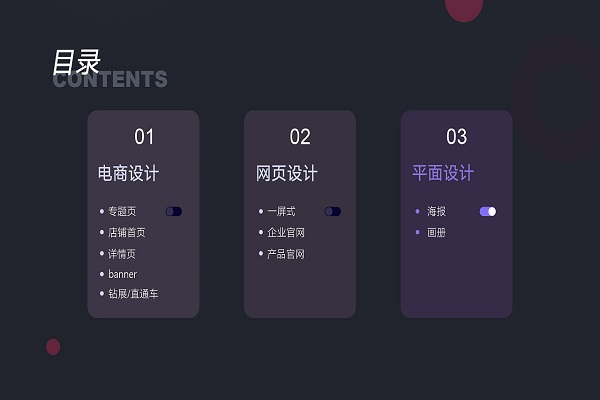 目录
CONTENTS
01
电商设计
专题页
店铺首页
详情页
banner
钻展/直通车
02
网页设计
一屏式
企业官网
产品官网
03
平面设计
海报
画册